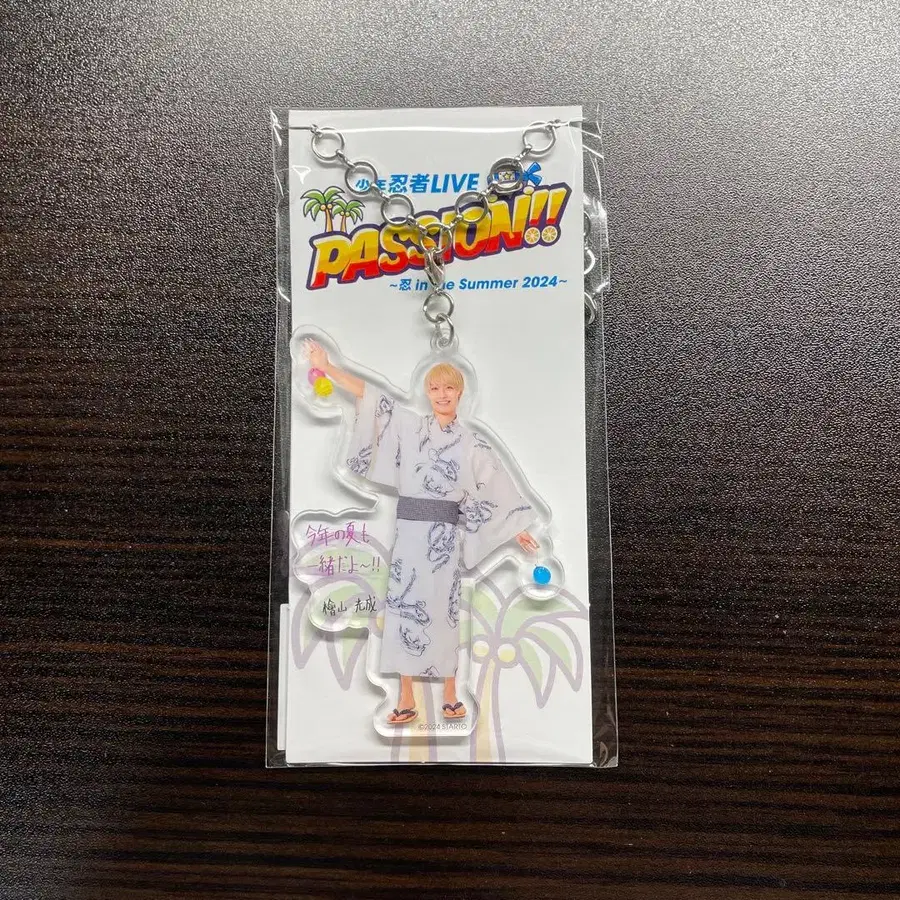 少年忍者LIVE
PASSION!!
~忍 in the Summer 2024~
今年の夏も
一緒だよ~!!
檜山 光成
©2024 STARTO